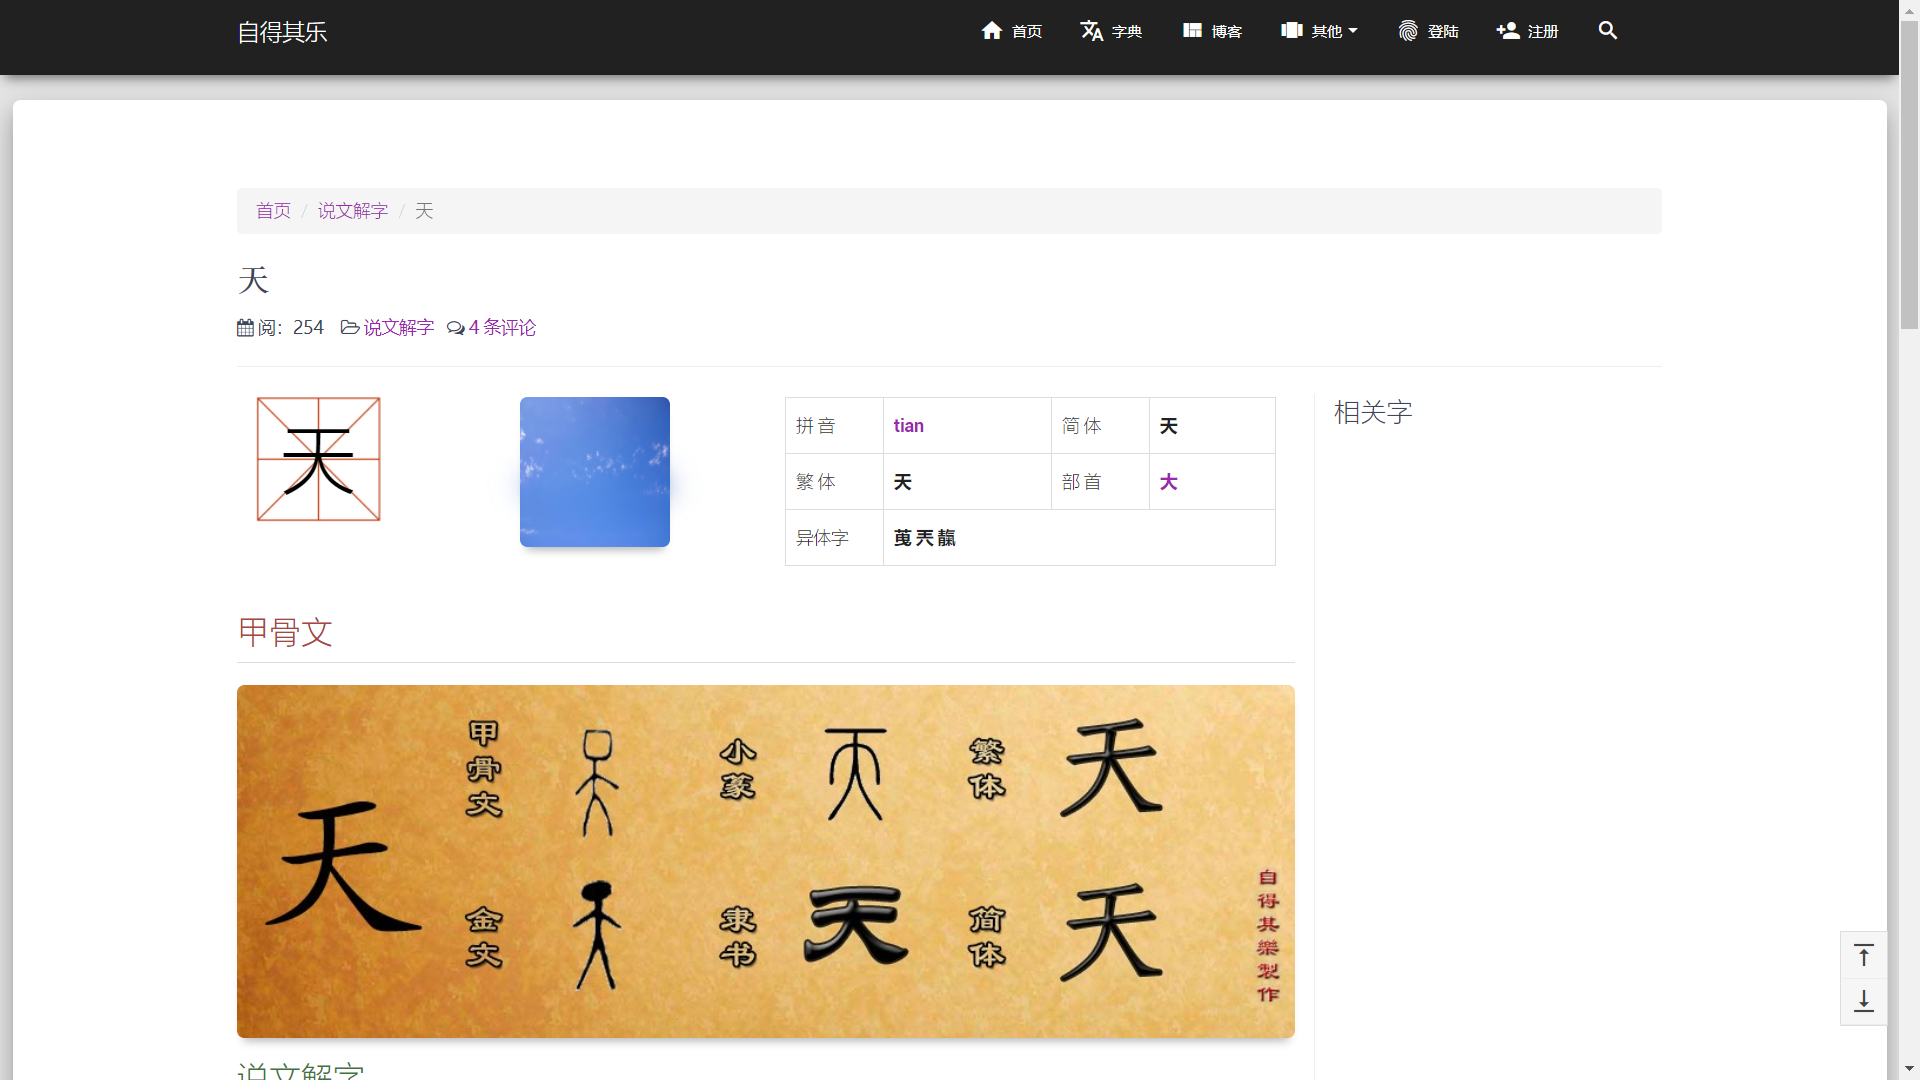 自得其乐
首页 字典 博客 其他 登陆 注册
首页 / 说文解字 / 天
天
阅：254 说文解字 4 条评论
天
拼 音 tian 简 体 天
繁 体 天 部 首 大
异体字
相关字
甲骨文
天
甲骨文
小篆
天
繁体
天
金文
隶书
天
简体
天
自得其樂製作
说文解字